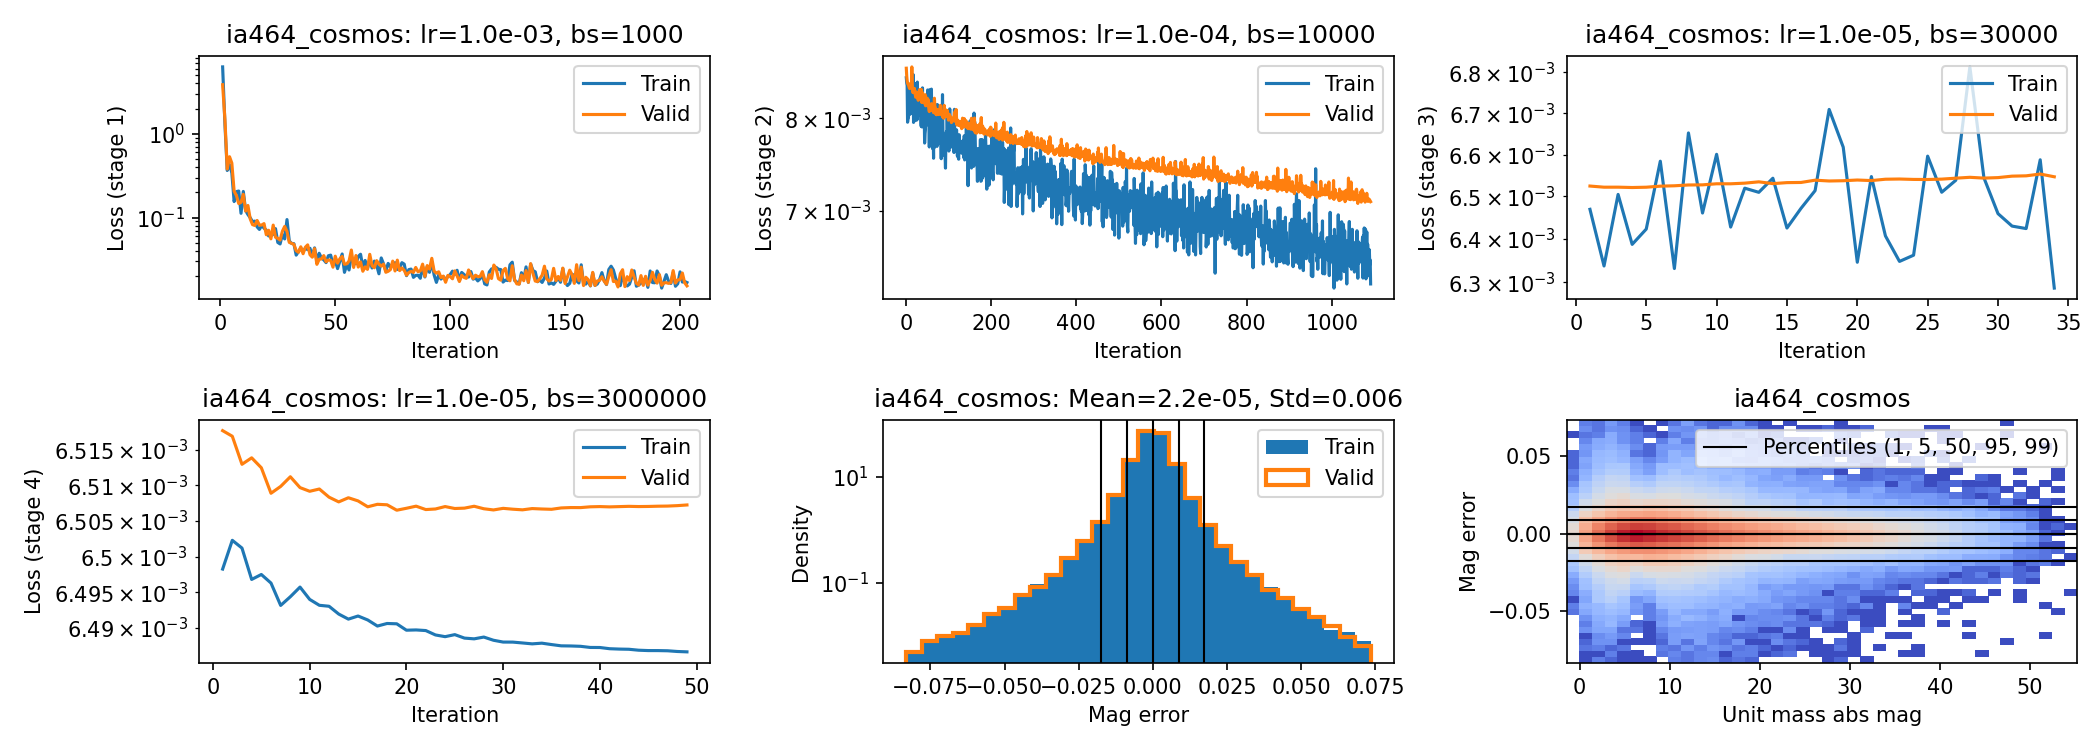 ia464_cosmos: lr=1.0e-03, bs=1000
Loss (stage 1)
10⁰
10⁻¹
Train
Valid
0 50 100 150 200
Iteration
ia464_cosmos: lr=1.0e-04, bs=10000
Loss (stage 2)
8 × 10⁻³
7 × 10⁻³
Train
Valid
0 200 400 600 800 1000
Iteration
ia464_cosmos: lr=1.0e-05, bs=30000
Loss (stage 3)
6.8 × 10⁻³
6.7 × 10⁻³
6.6 × 10⁻³
6.5 × 10⁻³
6.4 × 10⁻³
6.3 × 10⁻³
Train
Valid
0 5 10 15 20 25 30 35
Iteration
ia464_cosmos: lr=1.0e-05, bs=3000000
Loss (stage 4)
6.515 × 10⁻³
6.51 × 10⁻³
6.505 × 10⁻³
6.5 × 10⁻³
6.495 × 10⁻³
6.49 × 10⁻³
Train
Valid
0 10 20 30 40 50
Iteration
ia464_cosmos: Mean=2.2e-05, Std=0.006
Density
10¹
10⁻¹
Train
Valid
−0.075 −0.050 −0.025 0.000 0.025 0.050 0.075
Mag error
ia464_cosmos
Mag error
0.05
0.00
−0.05
Percentiles (1, 5, 50, 95, 99)
0 10 20 30 40 50
Unit mass abs mag